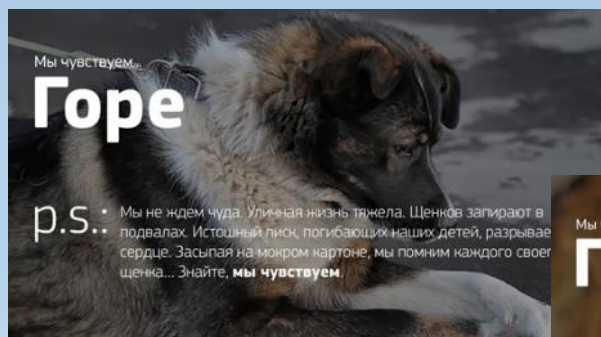 Мы чувствуем...
Горе
p.s.:
Мы не ждем чуда. Уличная жизнь тяжела. Щенков запирают в
подвалах. Истошный писк, погибающих наших детей, разрывае
сердце. Засыпая на мокром картоне, мы помним каждого своег
щенка... Знайте, мы чувствуем.
Мы